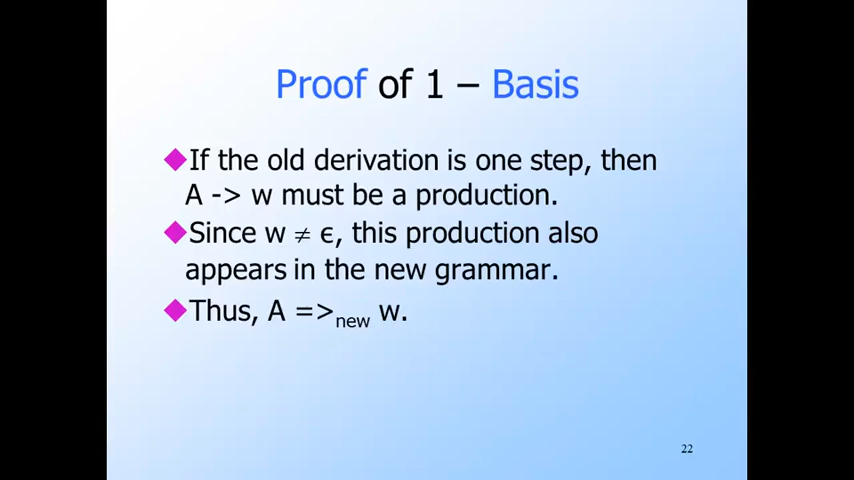 Proof of 1 – Basis
◆If the old derivation is one step, then
A -> w must be a production.
◆Since w ≠ ϵ, this production also
appears in the new grammar.
◆Thus, A =>new w.
22